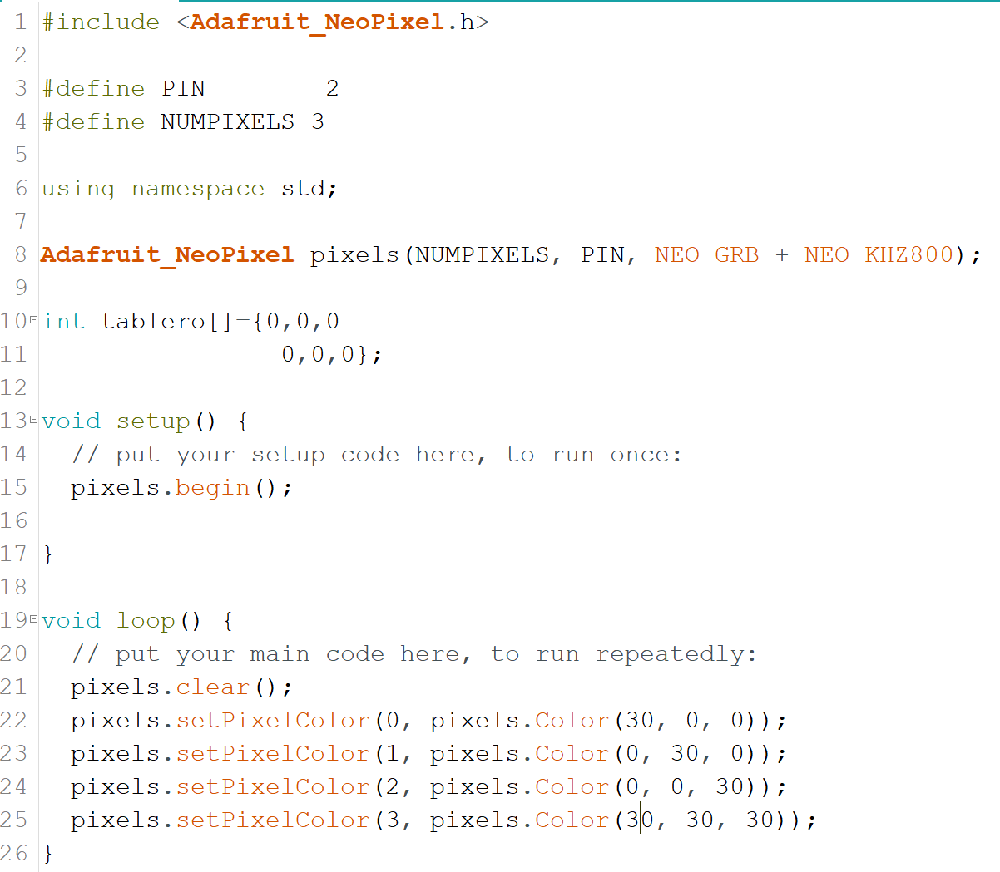 1 #include <Adafruit_NeoPixel.h>
2
3 #define PIN        2
4 #define NUMPIXELS 3
5
6 using namespace std;
7
8 Adafruit_NeoPixel pixels(NUMPIXELS, PIN, NEO_GRB + NEO_KHZ800);
9
10 int tablero[]={0,0,0
11                 0,0,0};
12
13 void setup() {
14   // put your setup code here, to run once:
15   pixels.begin();
16
17 }
18
19 void loop() {
20   // put your main code here, to run repeatedly:
21   pixels.clear();
22   pixels.setPixelColor(0, pixels.Color(30, 0, 0));
23   pixels.setPixelColor(1, pixels.Color(0, 30, 0));
24   pixels.setPixelColor(2, pixels.Color(0, 0, 30));
25   pixels.setPixelColor(3, pixels.Color(30, 30, 30));
26 }